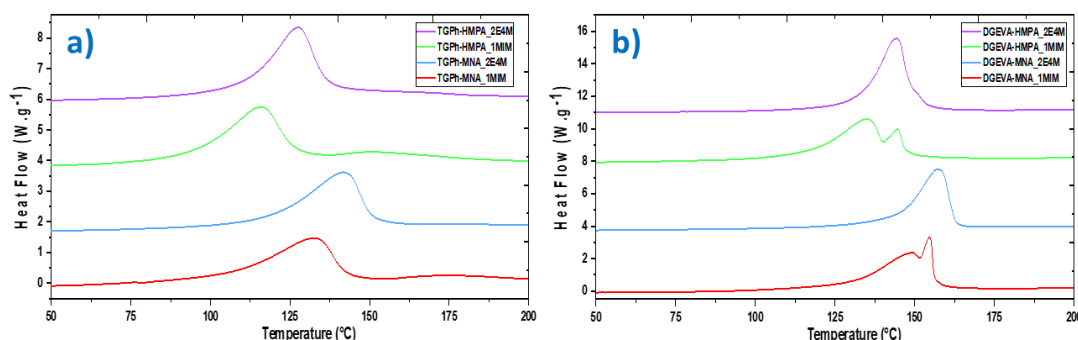 a)
TGPh-HMPA_2E4M
TGPh-HMPA_1MIM
TGPh-MNA_2E4M
TGPh-MNA_1MIM
8
7
6
5
4
3
2
1
0
Heat Flow (W.g⁻¹)
50 75 100 125 150 175 200
Temperature (°C)
b)
DGEVA-HMPA_2E4M
DGEVA-HMPA_1MIM
DGEVA-MNA_2E4M
DGEVA-MNA_1MIM
16
14
12
10
8
6
4
2
0
Heat Flow (W.g⁻¹)
50 75 100 125 150 175 200
Temperature (°C)